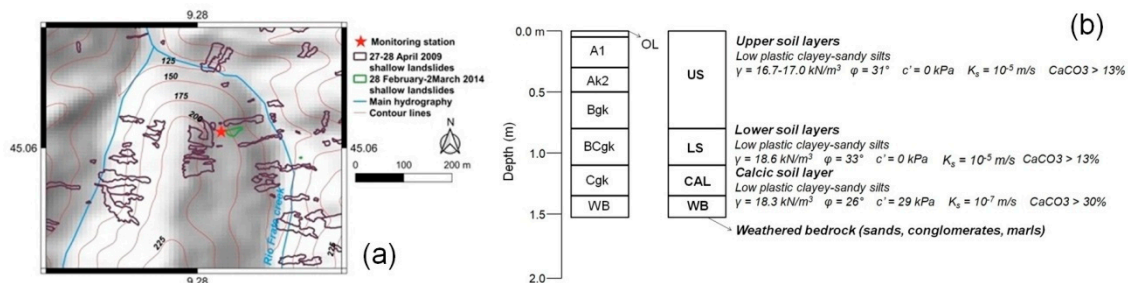 9.28
45.06
125
150
175
200
225
225
Rio Frate creek
9.28
★ Monitoring station
27-28 April 2009
shallow landslides
28 February-2March 2014
shallow landslides
Main hydrography
Contour lines
N
0 100 200 m
45.06
(a)
(b)
Depth (m)
0.0 m
0.5
1.0
1.5
2.0
OL
A1
Ak2
Bgk
BCgk
Cgk
WB
US
LS
CAL
WB
Upper soil layers
Low plastic clayey-sandy silts
γ = 16.7-17.0 kN/m³ φ = 31° c' = 0 kPa Kₛ = 10⁻⁵ m/s CaCO3 > 13%
Lower soil layers
Low plastic clayey-sandy silts
γ = 18.6 kN/m³ φ = 33° c' = 0 kPa Kₛ = 10⁻⁵ m/s CaCO3 > 13%
Calcic soil layer
Low plastic clayey-sandy silts
γ = 18.3 kN/m³ φ = 26° c' = 29 kPa Kₛ = 10⁻⁷ m/s CaCO3 > 30%
Weathered bedrock (sands, conglomerates, marls)